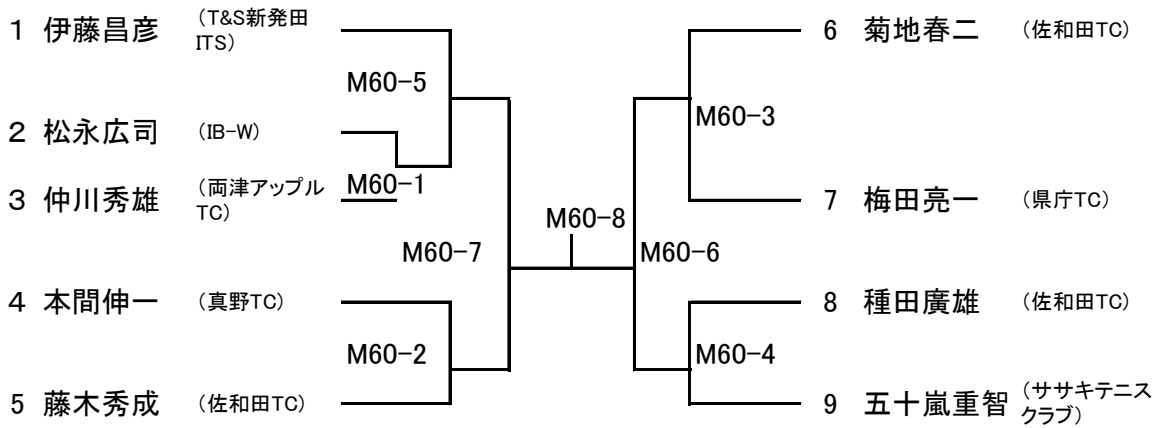 1 伊藤昌彦 （T&S新発田
ITS）
M60-5
2 松永広司 （IB-W）
3 仲川秀雄 （両津アップル
TC）
M60-1
M60-7
4 本間伸一 （真野TC）
M60-2
5 藤木秀成 （佐和田TC）
M60-8
6 菊地春二 （佐和田TC）
M60-3
7 梅田亮一 （県庁TC）
M60-6
8 種田廣雄 （佐和田TC）
M60-4
9 五十嵐重智 （ササキテニス
クラブ）